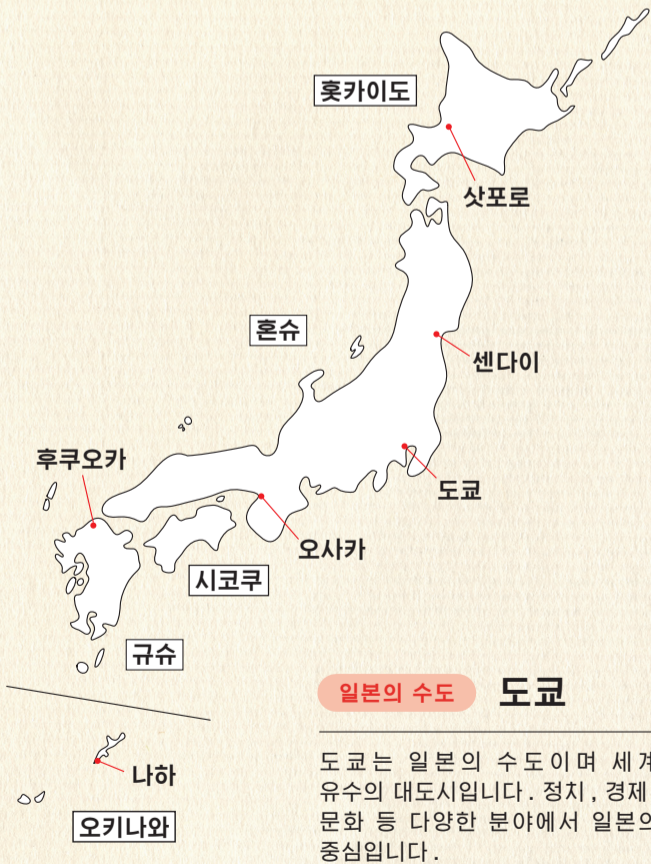 홋카이도
삿포로
혼슈
센다이
후쿠오카
도쿄
오사카
시코쿠
규슈
일본의 수도 도쿄
나하
오키나와
도쿄는 일본의 수도이며 세계
유수의 대도시입니다. 정치, 경제
문화 등 다양한 분야에서 일본의
중심입니다.